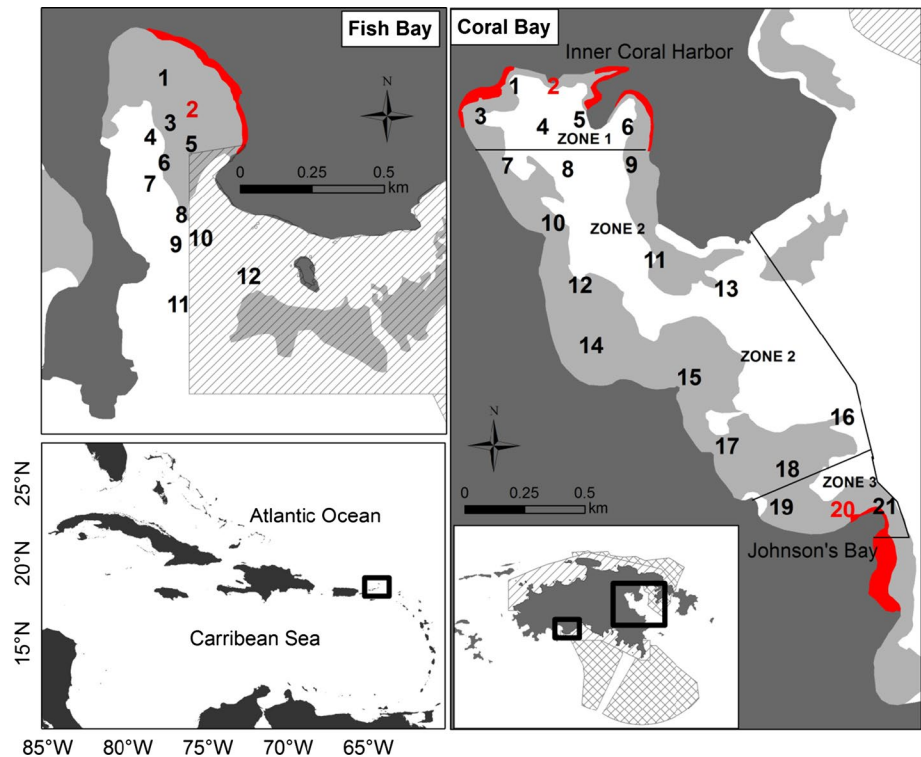 Fish Bay
1
2
3
4
5
6
7
8
9
10
11
12
N
0
0.25
0.5
km
Coral Bay
Inner Coral Harbor
1
2
3
4
5
6
ZONE 1
7
8
9
10
ZONE 2
11
12
13
14
ZONE 2
15
16
17
18
ZONE 3
19
20
21
Johnson's Bay
N
0
0.25
0.5
km
25°N
20°N
15°N
Atlantic Ocean
Carribean Sea
85°W
80°W
75°W
70°W
65°W